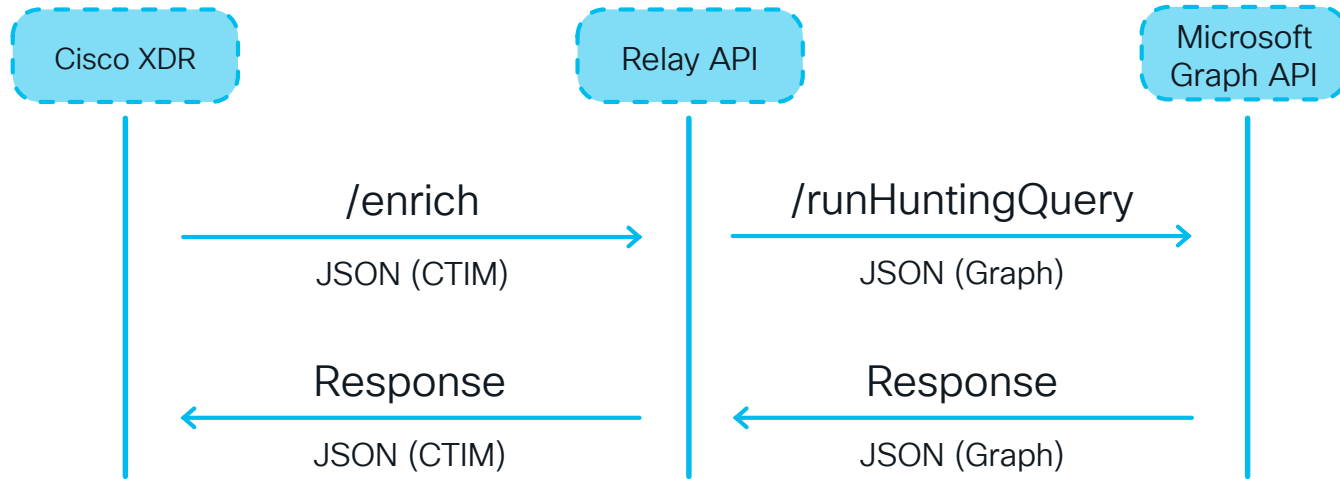 Cisco XDR
Relay API
Microsoft
Graph API
/enrich
JSON (CTIM)
/runHuntingQuery
JSON (Graph)
Response
JSON (CTIM)
Response
JSON (Graph)